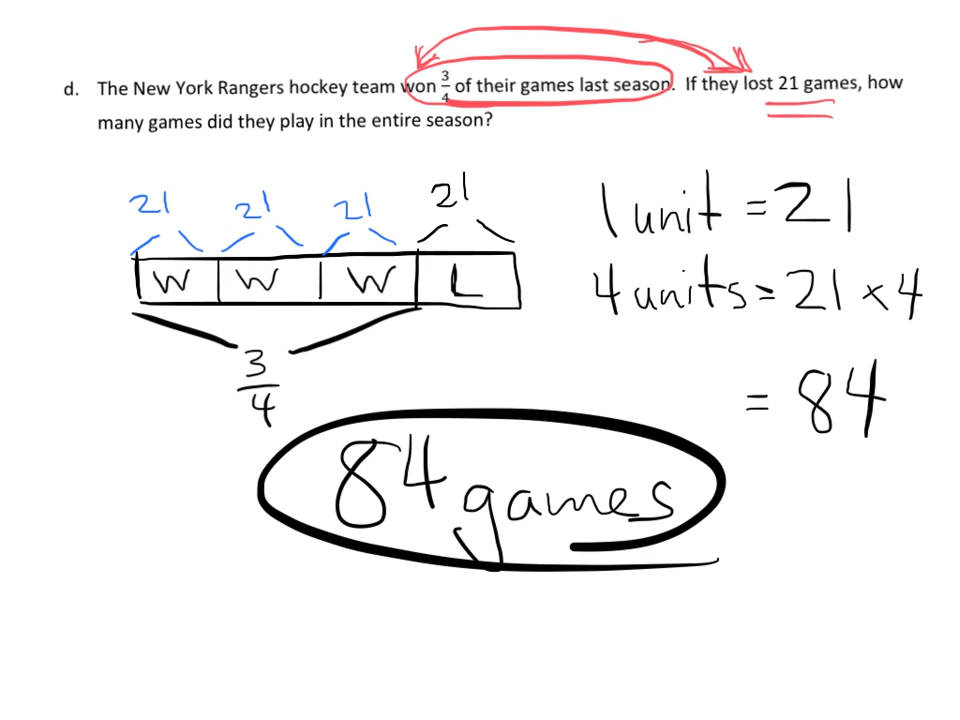 d. The New York Rangers hockey team won 3/4 of their games last season. If they lost 21 games, how
many games did they play in the entire season?
21 21 21 21
W W W L
3/4
1 unit = 21
4 units = 21 × 4
= 84
84 games